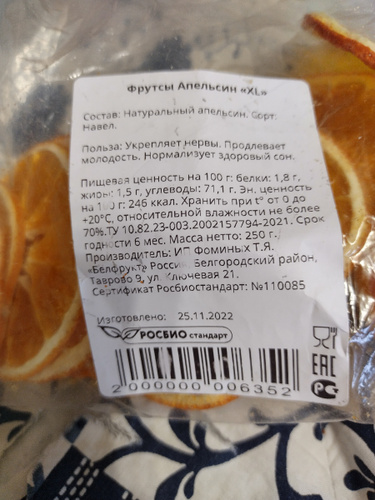 Фрутсы Апельсин «XL»
Состав: Натуральный апельсин. Сорт: Навел.
Польза: Укрепляет нервы. Продлевает
молодость. Нормализует здоровый сон.
Пищевая ценность на 100 г: белки: 1,8 г,
жиры: 1,5 г, углеводы: 71,1 г. Эн. ценность
на г: 246 ккал. Хранить при t° от 0 до
+20°С, относительной влажности не более
70%.ТУ 10.82.23-003.2002157794-2021. Срок
годности 6 мес. Масса нетто: 250 г.
Производитель: ИП Фоминых Т.Я.
«Белфрукт» Белгородский район,
Таврово 9, ул. Ключевая 21.
Сертификат Росбиостандарт: №110085
Изготовлено: 25.11.2022
РОСБИО стандарт
EAC
РС
2 000000 006352